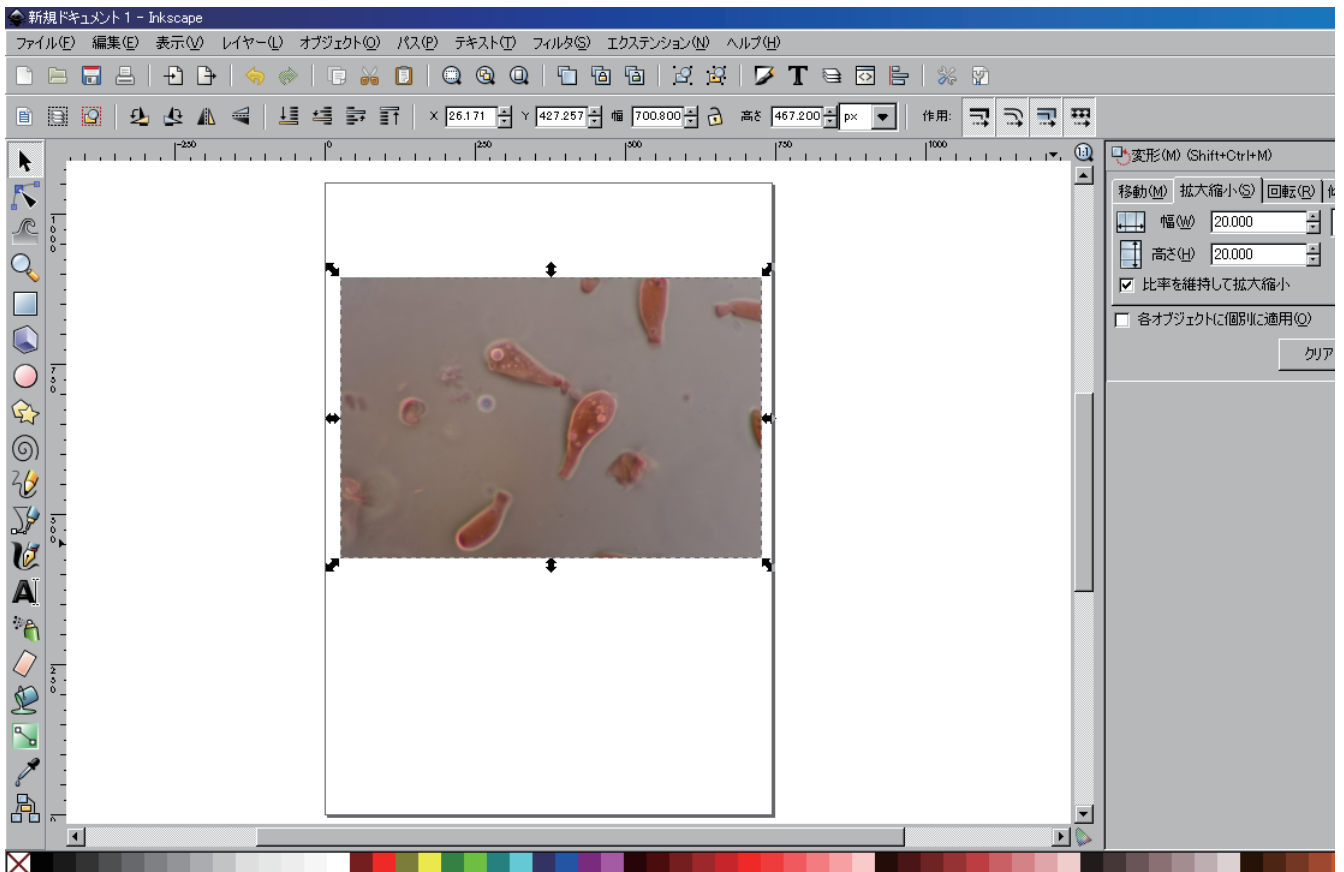 新規ドキュメント 1 - Inkscape
ファイル(F) 編集(E) 表示(V) レイヤー(L) オブジェクト(O) パス(P) テキスト(T) フィルタ(S) エクステンション(N) ヘルプ(H)
X 26.171 Y 427.257 幅 700.800 高さ 467.200 px 作用:
-250 0 250 500 750 1000
1000
750
500
250
0
変形(M) (Shift+Ctrl+M)
移動(M) 拡大縮小(S) 回転(R)
幅(W) 20.000
高さ(H) 20.000
比率を維持して拡大縮小
各オブジェクトに個別に適用(O)
クリア